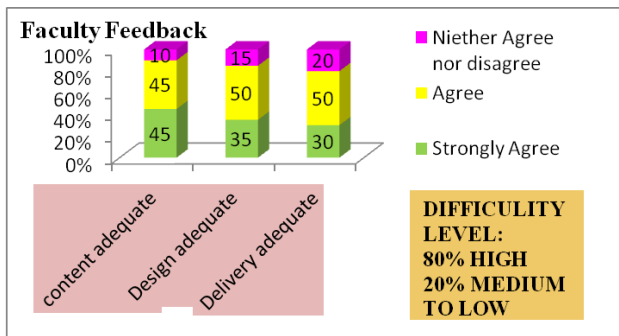 Faculty Feedback
100%
80%
60%
40%
20%
0%
10
45
45
15
50
35
20
50
30
Niether Agree
nor disagree
Agree
Strongly Agree
content adequate
Design adequate
Delivery adequate
DIFFICULITY
LEVEL:
80% HIGH
20% MEDIUM
TO LOW